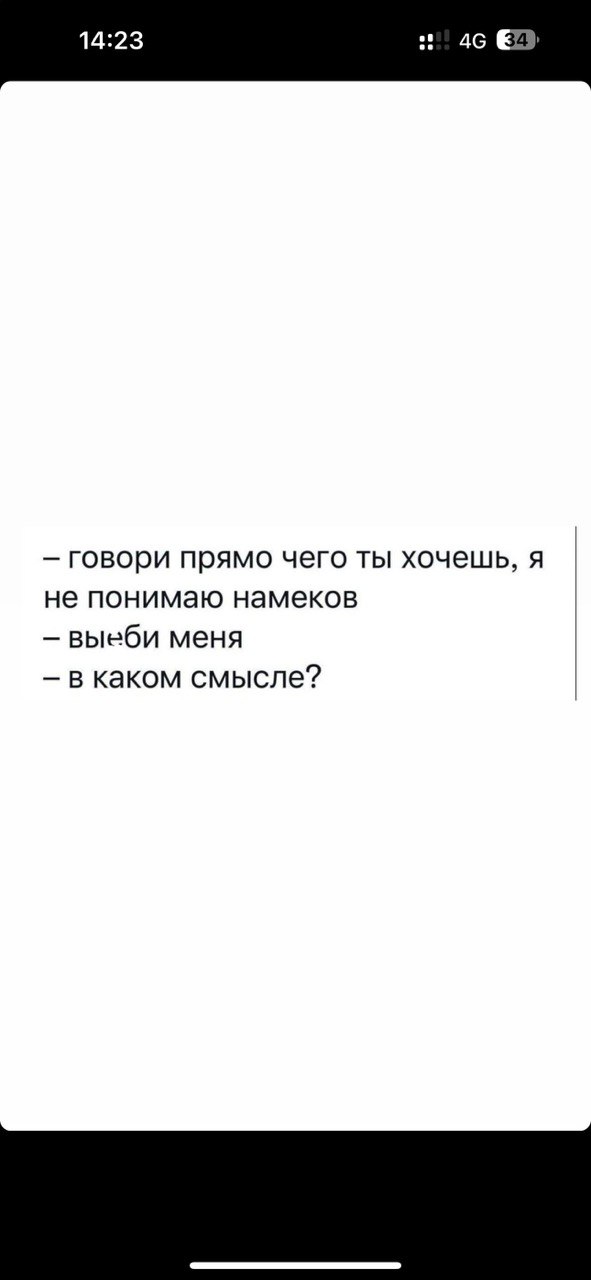 14:23
4G
34
– говори прямо чего ты хочешь, я
не понимаю намеков
– выеби меня
– в каком смысле?